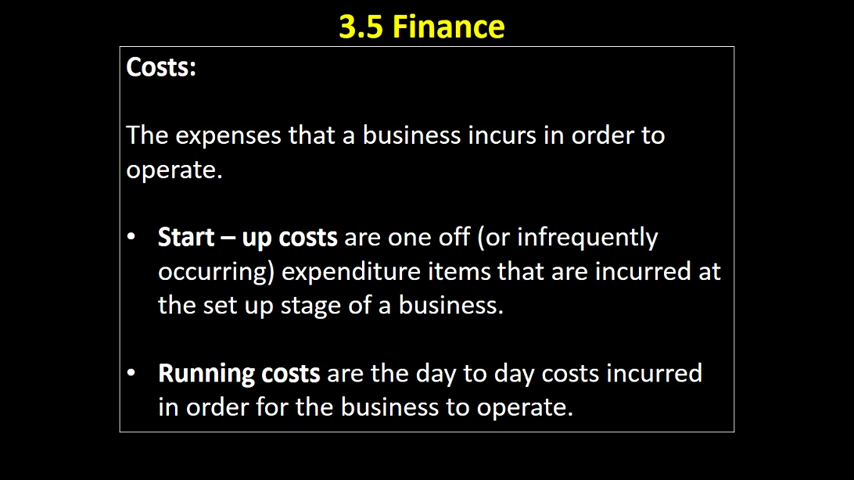 3.5 Finance
Costs:
The expenses that a business incurs in order to
operate.
• Start – up costs are one off (or infrequently
occurring) expenditure items that are incurred at
the set up stage of a business.
• Running costs are the day to day costs incurred
in order for the business to operate.